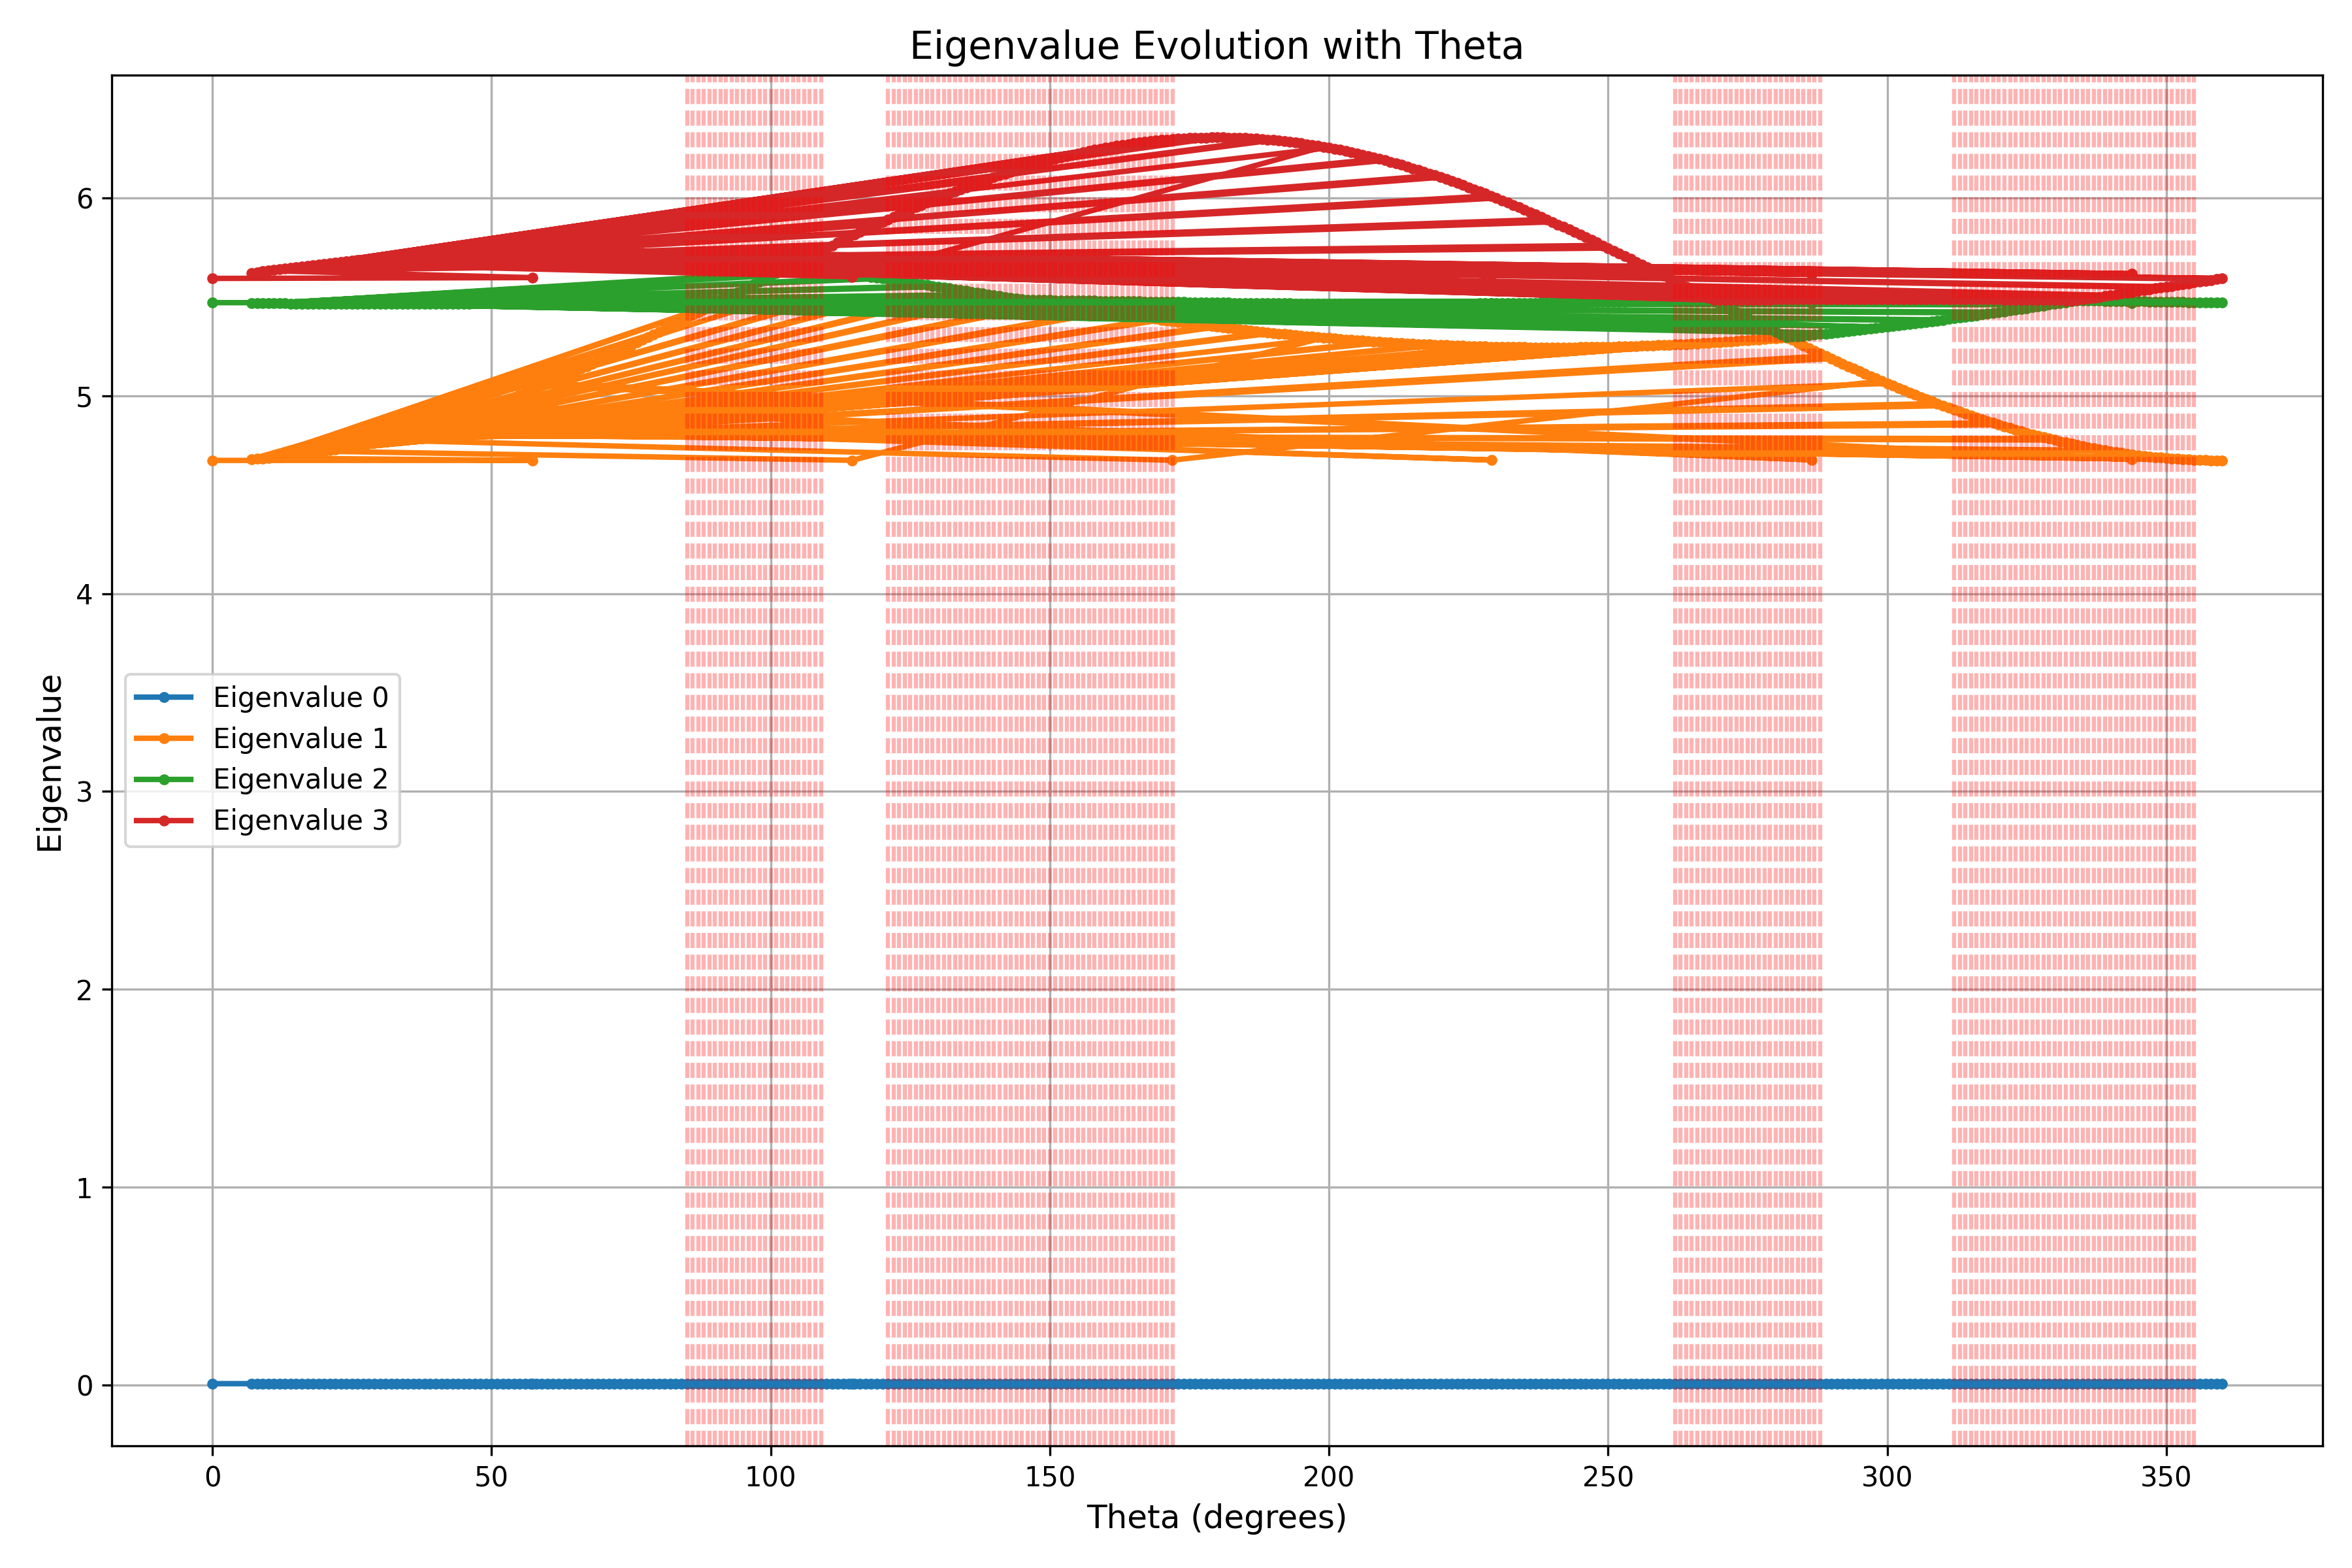 Eigenvalue Evolution with Theta
Eigenvalue
6
5
4
3
2
1
0
Eigenvalue 0
Eigenvalue 1
Eigenvalue 2
Eigenvalue 3
0 50 100 150 200 250 300 350
Theta (degrees)